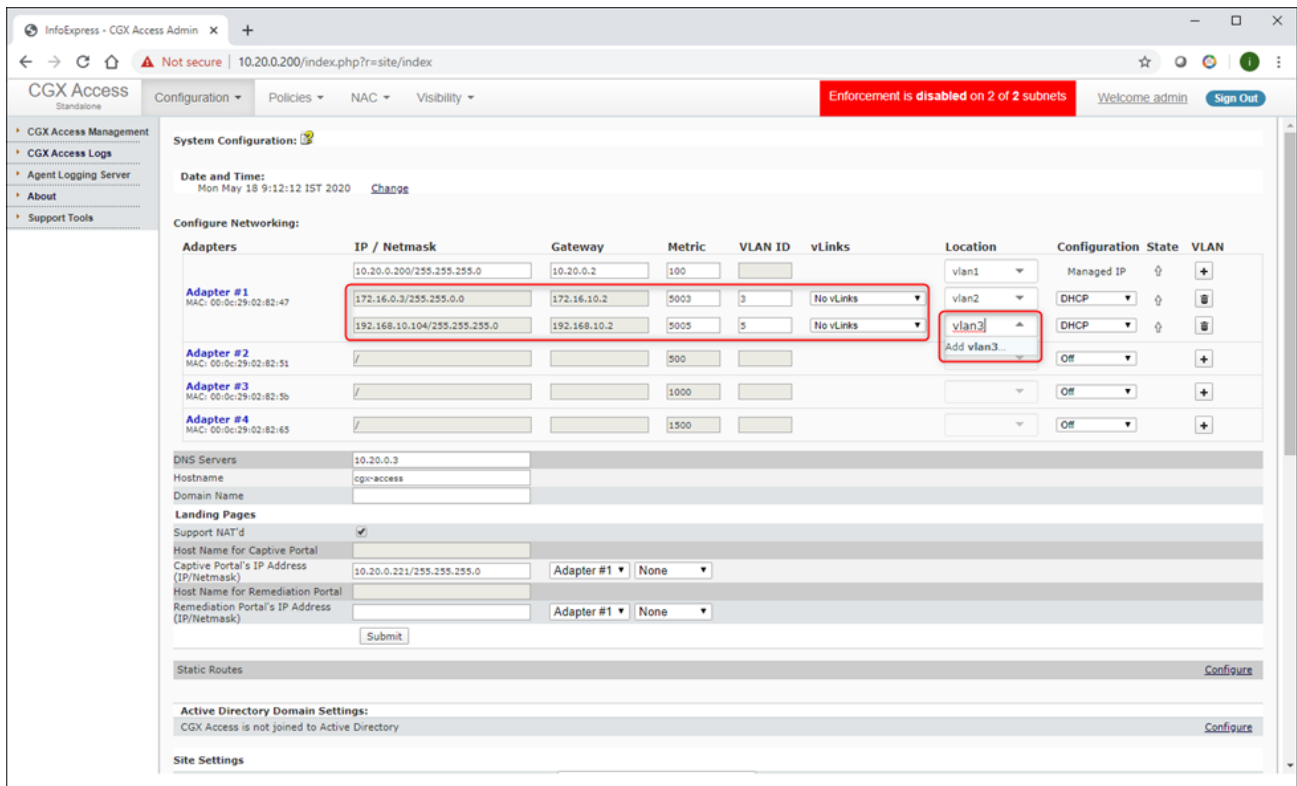 InfoExpress - CGX Access Admin
Not secure | 10.20.0.200/index.php?r=site/index
CGX Access
Standalone
Configuration Policies NAC Visibility
Enforcement is disabled on 2 of 2 subnets
Welcome admin
Sign Out
CGX Access Management
CGX Access Logs
Agent Logging Server
About
Support Tools
System Configuration:
Date and Time:
Mon May 18 9:12:12 IST 2020 Change
Configure Networking:
Adapters IP / Netmask Gateway Metric VLAN ID vLinks Location Configuration State VLAN
10.20.0.200/255.255.255.0 10.20.0.2 100 vlan1 Managed IP +
Adapter #1
MAC: 00:0c:29:02:82:47
172.16.0.3/255.255.0.0 172.16.10.2 5003 3 No vLinks vlan2 DHCP
192.168.10.104/255.255.255.0 192.168.10.2 5005 5 No vLinks vlan3 DHCP
Add vlan3...
Adapter #2
MAC: 00:0c:29:02:82:51
/ 500 Off +
Adapter #3
MAC: 00:0c:29:02:82:5b
/ 1000 Off +
Adapter #4
MAC: 00:0c:29:02:82:65
/ 1500 Off +
DNS Servers 10.20.0.3
Hostname cgx-access
Domain Name
Landing Pages
Support NAT'd
Host Name for Captive Portal
Captive Portal's IP Address
(IP/Netmask)
10.20.0.221/255.255.255.0 Adapter #1 None
Host Name for Remediation Portal
Remediation Portal's IP Address
(IP/Netmask)
Adapter #1 None
Submit
Static Routes Configure
Active Directory Domain Settings:
CGX Access is not joined to Active Directory Configure
Site Settings